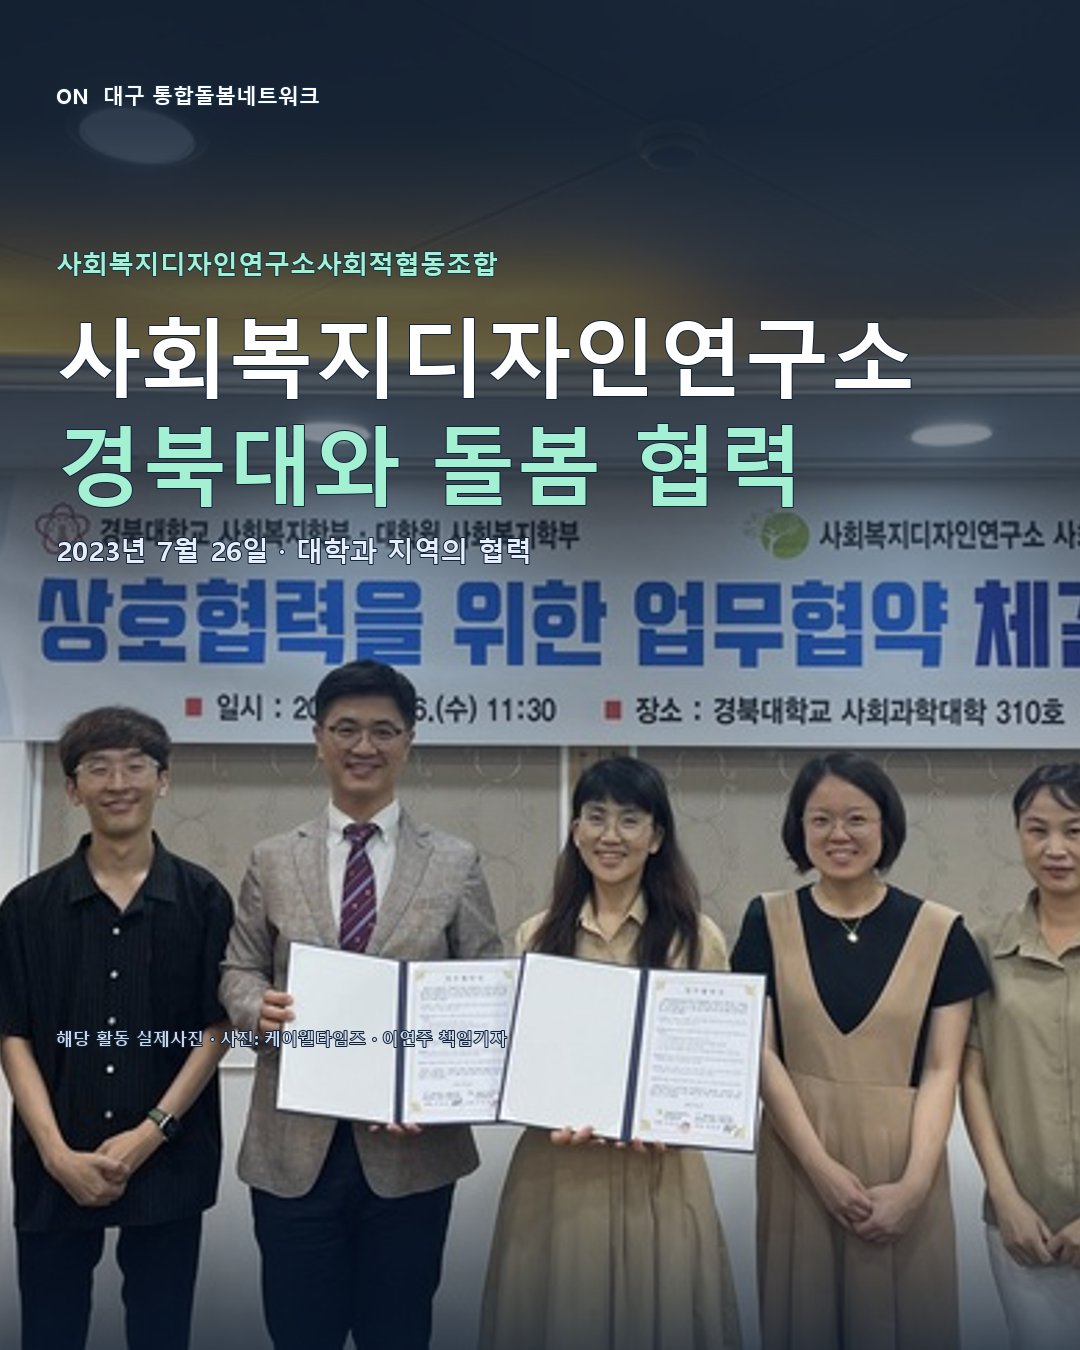 ON 대구 통합돌봄네트워크
사회복지디자인연구소사회적협동조합
사회복지디자인연구소
경북대와 돌봄 협력
경북대학교 사회복지학부 · 대학원 사회복지학부
사회복지디자인연구소
2023년 7월 26일 · 대학과 지역의 협력
상호협력을 위한 업무협약
■ 일시 : 20 6.(수) 11:30 ■ 장소 : 경북대학교 사회과학대학 310호
해당 활동 실제사진 · 사진: 케이웰타임즈 · 이연주 책임기자